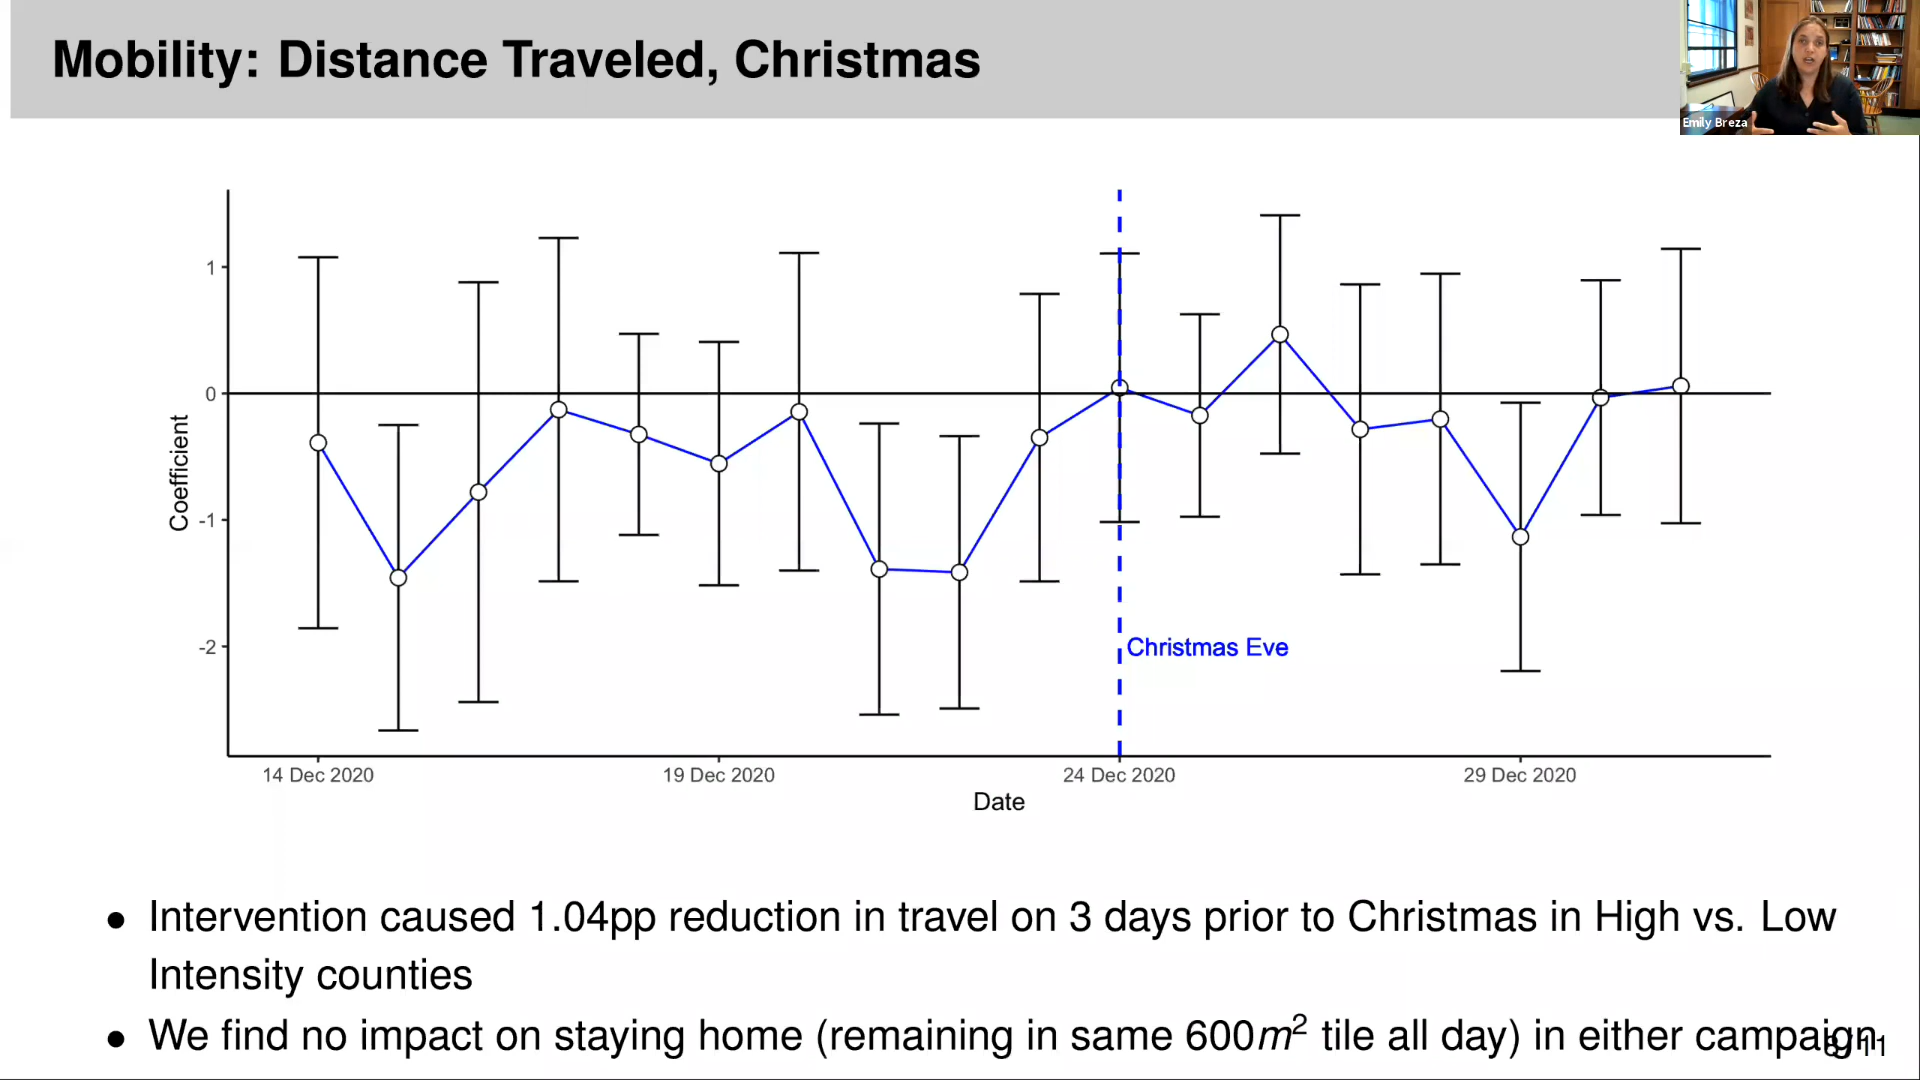 Mobility: Distance Traveled, Christmas
Emily Breza
1
0
-1
-2
Coefficient
Christmas Eve
14 Dec 2020
19 Dec 2020
24 Dec 2020
29 Dec 2020
Date
• Intervention caused 1.04pp reduction in travel on 3 days prior to Christmas in High vs. Low
Intensity counties
• We find no impact on staying home (remaining in same 600m² tile all day) in either campaign